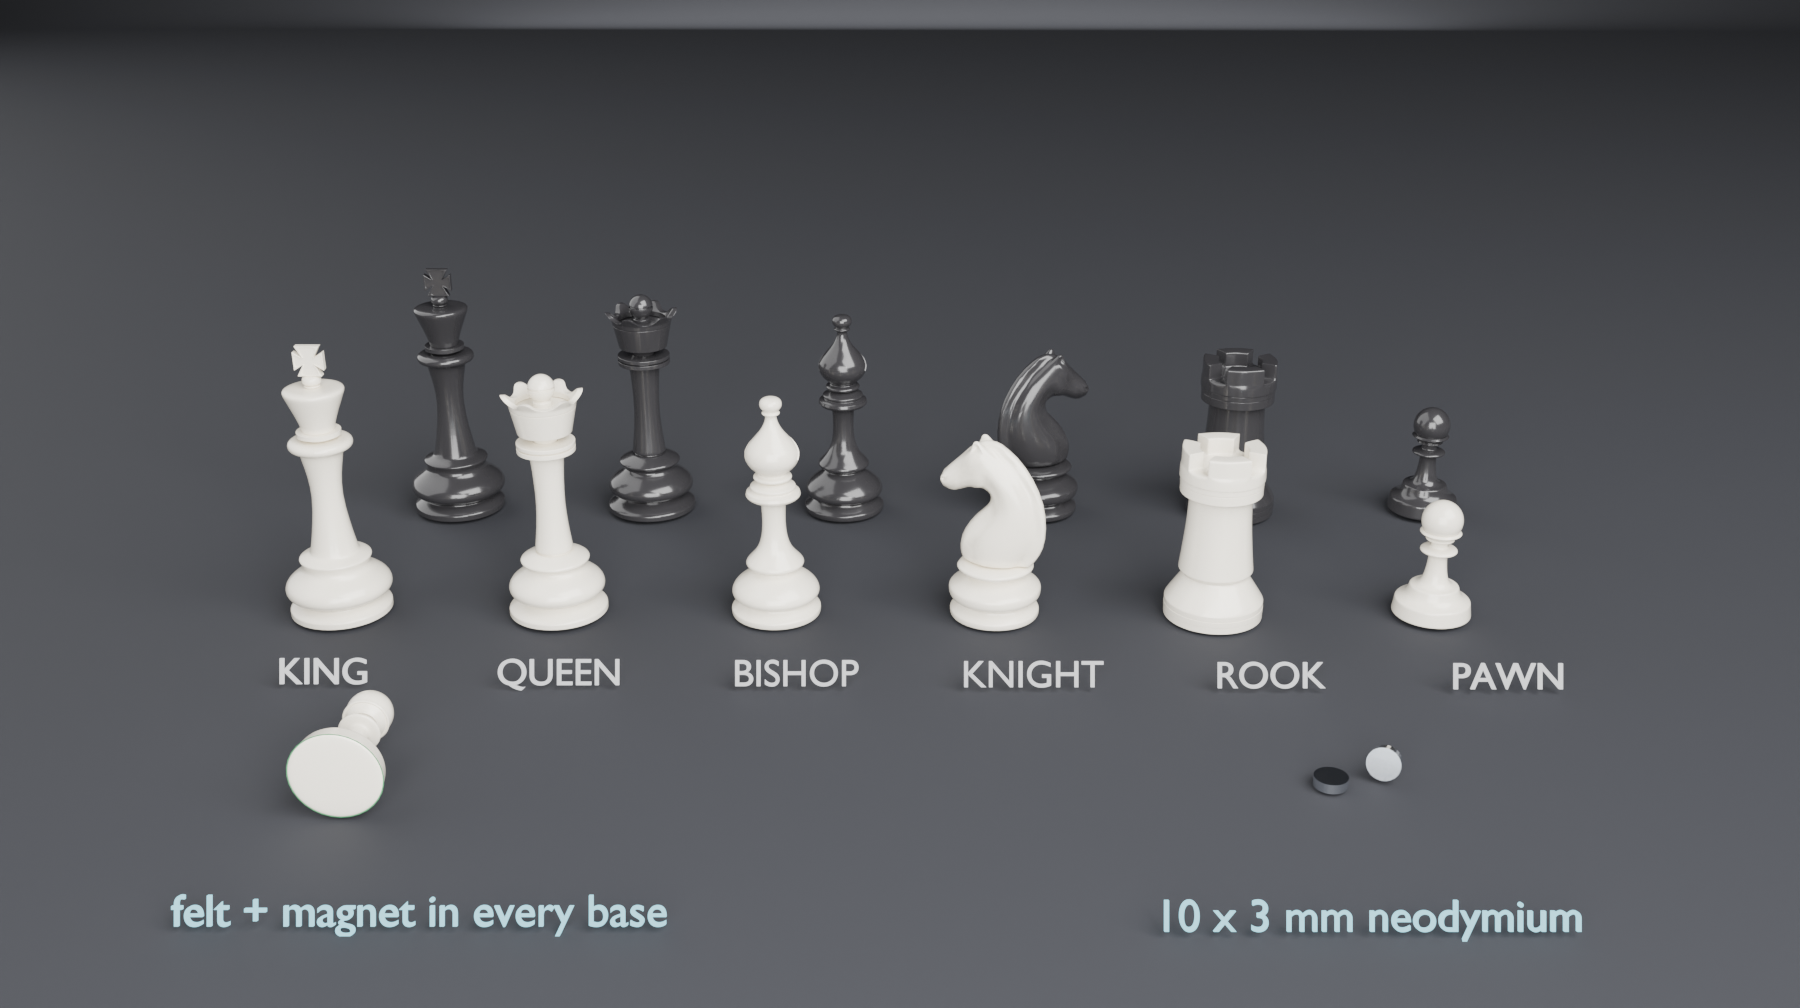 KING QUEEN BISHOP KNIGHT ROOK PAWN
felt + magnet in every base
10 x 3 mm neodymium